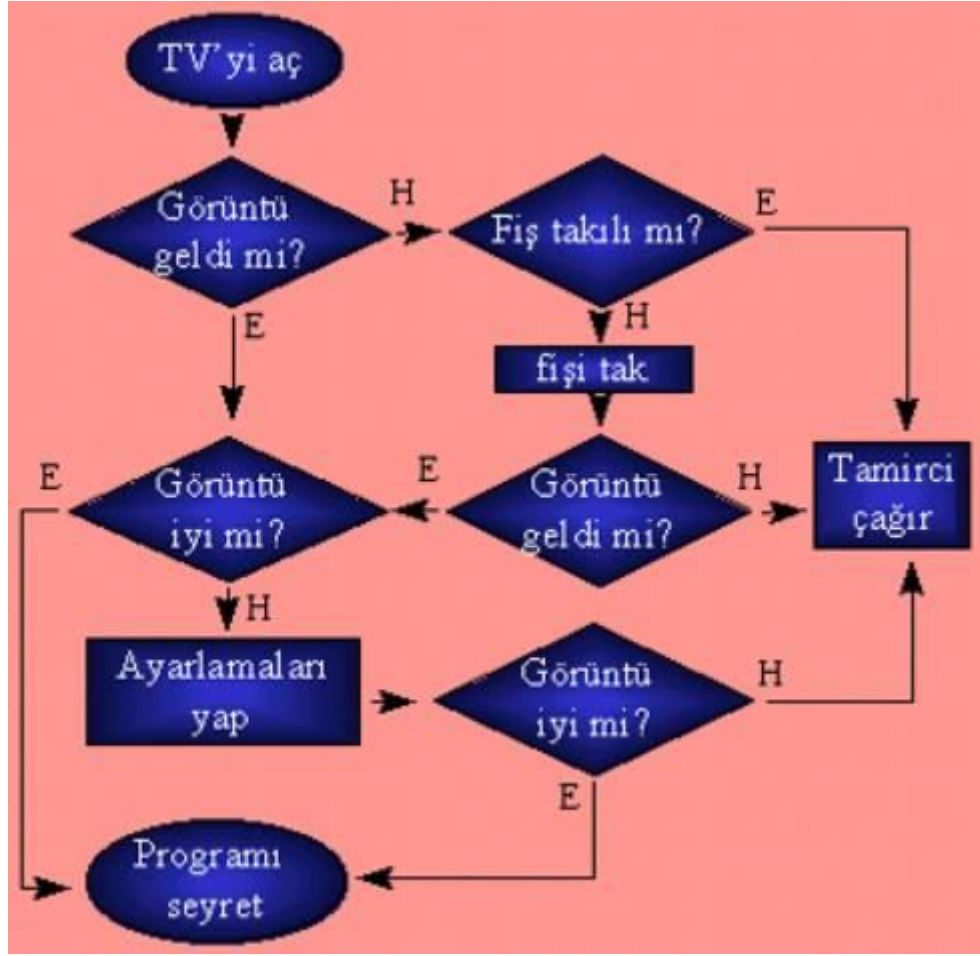 TV'yi aç
Görüntü
geldi mi?
H
Fiş takılı mı?
E
E
H
fişi tak
E
Görüntü
iyi mi?
E
Görüntü
geldi mi?
H
Tamirci
çağır
H
Ayarlamaları
yap
Görüntü
iyi mi?
H
E
Programı
seyret